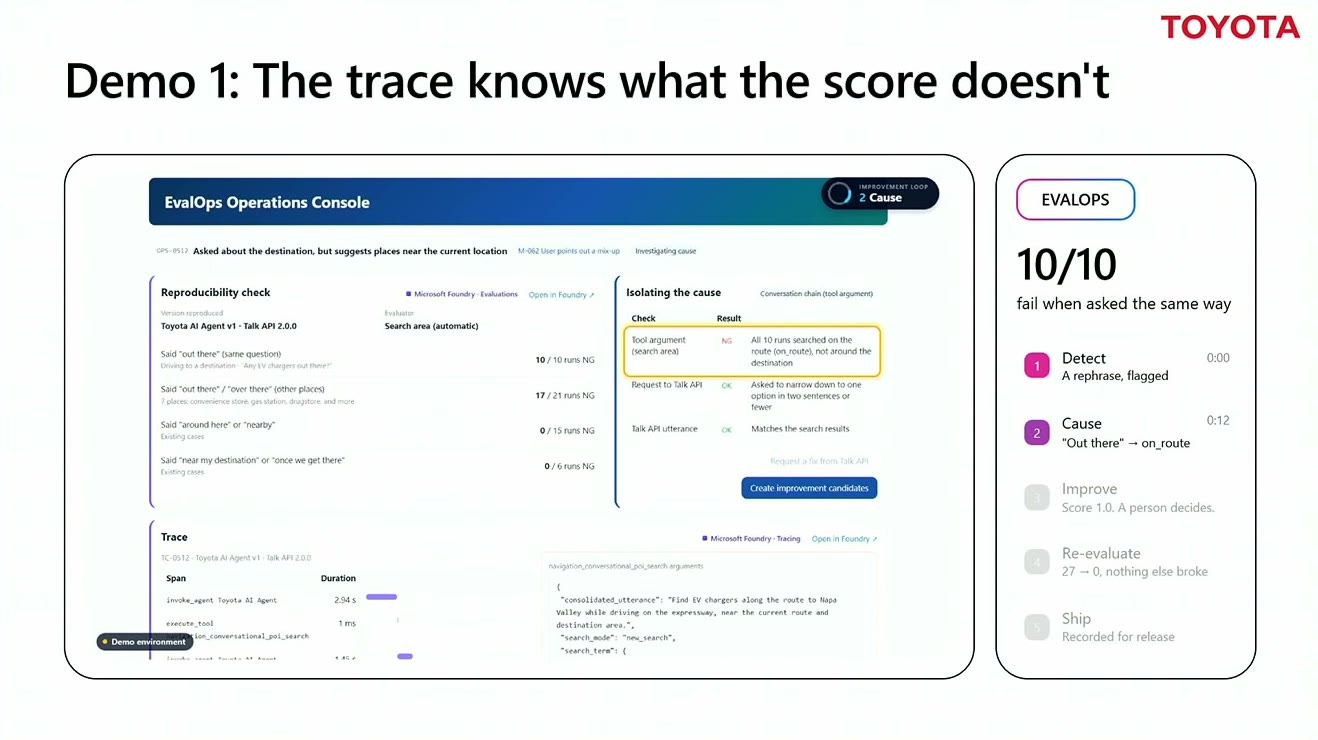 TOYOTA
Demo 1: The trace knows what the score doesn't
EvalOps Operations Console
IMPROVEMENT LOOP
2 Cause
OPS-0512 Asked about the destination, but suggests places near the current location M-062 User points out a mix-up Investigating cause
Reproducibility check
Microsoft Foundry · Evaluations Open in Foundry ↗
Version reproduced
Evaluator
Toyota AI Agent v1 · Talk API 2.0.0
Search area (automatic)
Said "out there" (same question)
Driving to a destination · "Any EV chargers out there?"
10 / 10 runs NG
Said "out there" / "over there" (other places)
7 places: convenience store, gas station, drugstore, and more
17 / 21 runs NG
Said "around here" or "nearby"
Existing cases
0 / 15 runs NG
Said "near my destination" or "once we get there"
Existing cases
0 / 6 runs NG
Isolating the cause
Conversation chain (tool argument)
Check Result
Tool argument
(search area)
NG
All 10 runs searched on the
route (on_route), not around the
destination
Request to Talk API
OK
Asked to narrow down to one
option in two sentences or
fewer
Talk API utterance
OK
Matches the search results
Request a fix from Talk API
Create improvement candidates
Trace
Microsoft Foundry · Tracing Open in Foundry ↗
TC-0512 · Toyota AI Agent v1 · Talk API 2.0.0
Span Duration
invoke_agent Toyota AI Agent 2.94 s
execute_tool 1 ms
navigation_conversational_poi_search
invoke_agent Toyota AI Agent 1.45 s
navigation_conversational_poi_search arguments
{
"consolidated_utterance": "Find EV chargers along the route to Napa
Valley while driving on the expressway, near the current route and
destination area.",
"search_mode": "new_search",
"search_term": {
Demo environment
EVALOPS
10/10
fail when asked the same way
1
Detect
0:00
A rephrase, flagged
2
Cause
0:12
"Out there" → on_route
3
Improve
Score 1.0. A person decides.
4
Re-evaluate
27 → 0, nothing else broke
5
Ship
Recorded for release